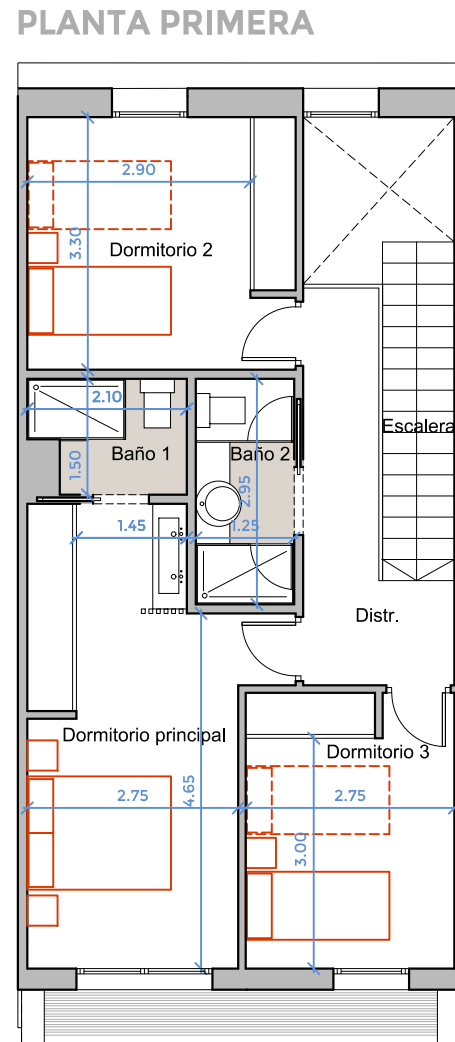 PLANTA PRIMERA
2.90
3.30
Dormitorio 2
2.10
Escalera
Baño 1
Baño 2
1.50
2.95
1.45
1.25
Distr.
Dormitorio principal
Dormitorio 3
4.65
2.75
2.75
3.00